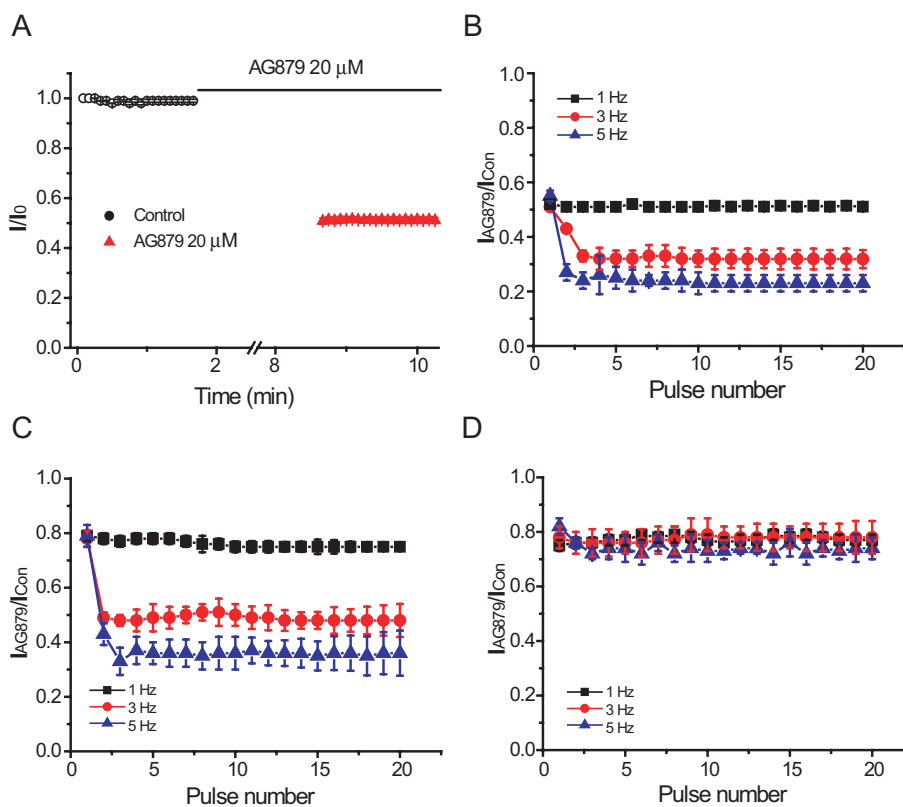 A
AG879 20 μM
1.0
0.8
0.6
0.4
0.2
0.0
I/I0
Control
AG879 20 μM
0
2
8
10
Time (min)
B
1.0
0.8
0.6
0.4
0.2
0.0
IAG879/ICon
1 Hz
3 Hz
5 Hz
0
5
10
15
20
Pulse number
C
1.0
0.8
0.6
0.4
0.2
0.0
IAG879/ICon
1 Hz
3 Hz
5 Hz
0
5
10
15
20
Pulse number
D
1.0
0.8
0.6
0.4
0.2
0.0
IAG879/ICon
1 Hz
3 Hz
5 Hz
0
5
10
15
20
Pulse number